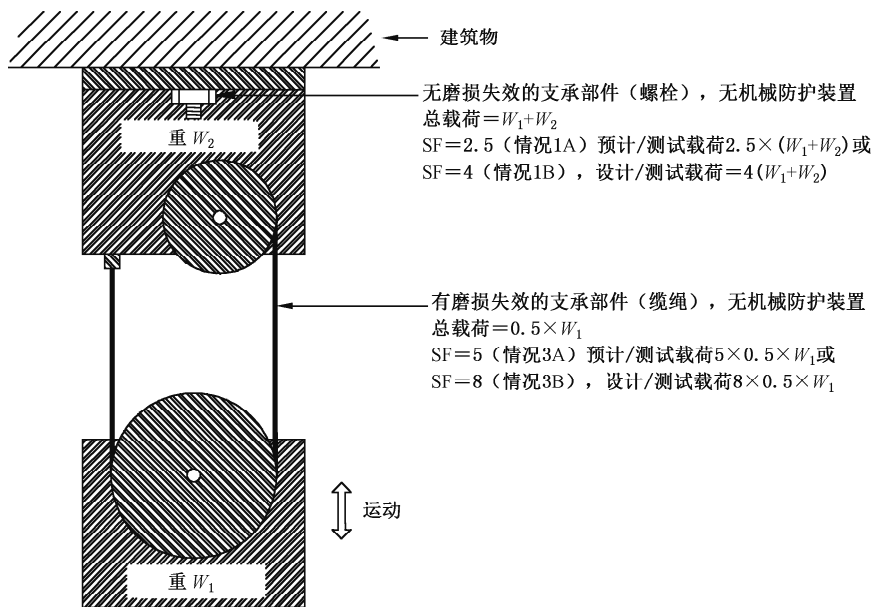 建筑物
无磨损失效的支承部件（螺栓），无机械防护装置
总载荷＝W₁+W₂
SF＝2.5（情况1A）预计/测试载荷2.5×(W₁+W₂)或
SF＝4（情况1B），设计/测试载荷＝4(W₁+W₂)
重 W₂
有磨损失效的支承部件（缆绳），无机械防护装置
总载荷＝0.5×W₁
SF＝5（情况3A）预计/测试载荷5×0.5×W₁或
SF＝8（情况3B），设计/测试载荷8×0.5×W₁
运动
重 W₁